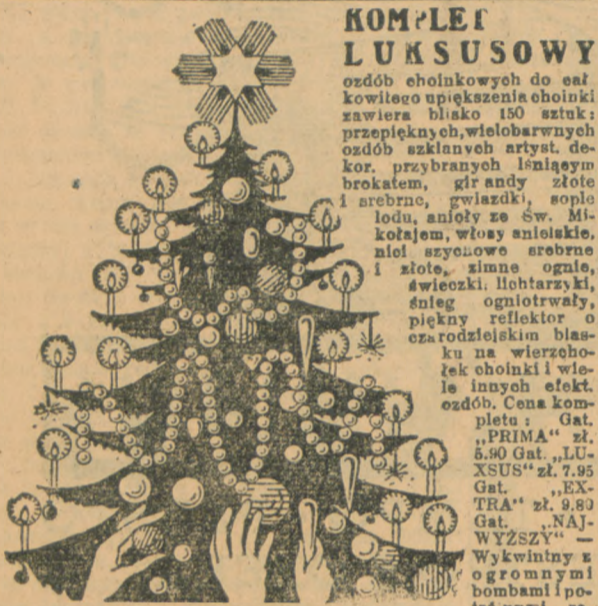 KOMPLET
LUKSUSOWY
ozdób choinkowych do cał
kowitego upiększenia choinki
zawiera blisko 150 sztuk:
przepięknych, wielobarwnych
ozdób szklanych artyst. de-
kor. przybranych lśniącym
brokatem, gir andy złote
i srebrne, gwiazdki, sople
lodu, anioły ze Św. Mi-
kołajem, włosy anielskie,
nici szychowe srebrne
i złote, zimne ognie,
świeczki, lichtarzyki,
śnieg ogniotrwały,
piękny reflektor o
czarodziejskim blas-
ku na wierzcho-
łek choinki i wie-
le innych efekt.
ozdób. Cena kom-
pletu : Gat.
„PRIMA“ zł.
5.90 Gat. „LU-
XSUS“ zł. 7.95
Gat. „EX-
TRA“ zł. 9.80
Gat. „NAJ-
WYŻSZY“ —
Wykwintny z
ogromnymi
bombami i po-